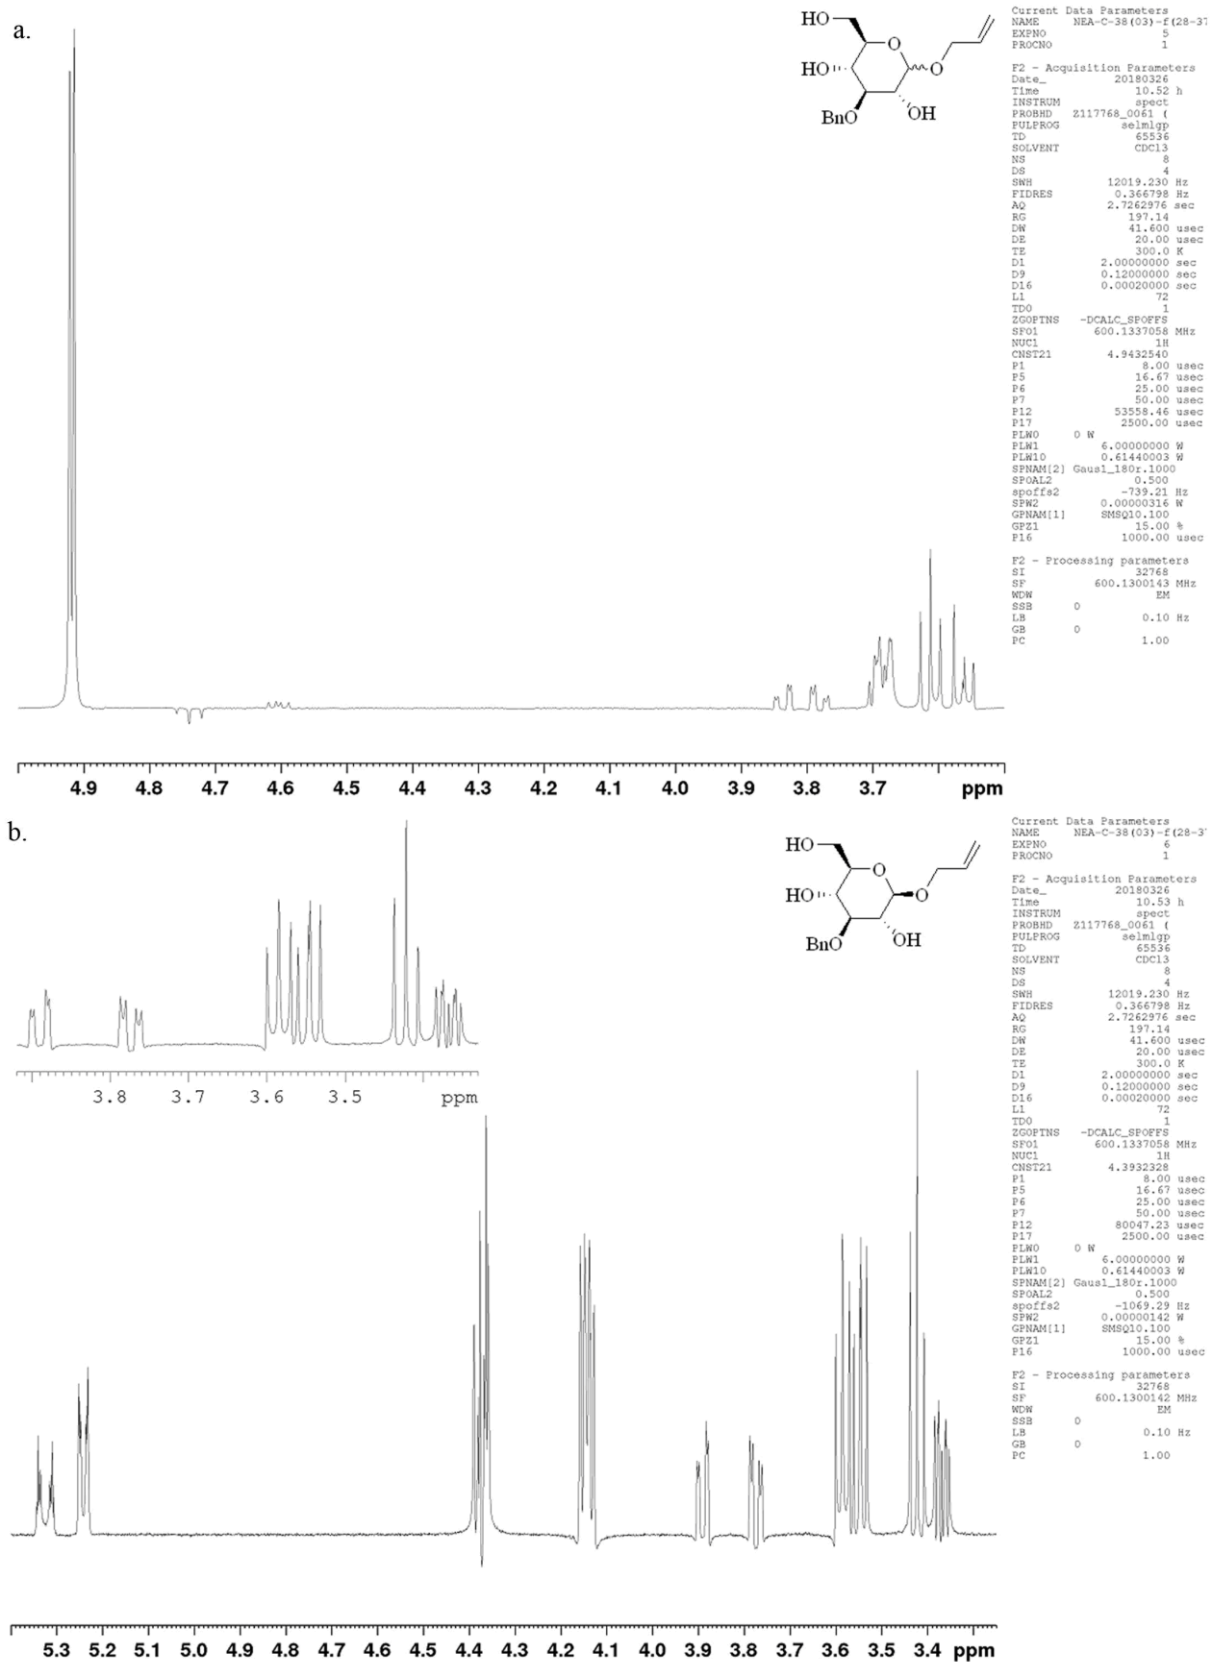 a.
HO
O
HO
O
BnO
OH
Current Data Parameters
NAME NEA-C-38(03)-f(28-37
EXPNO 5
PROCNO 1
F2 - Acquisition Parameters
Date_ 20180326
Time 10.52 h
INSTRUM spect
PROBHD Z117768_0061 (
PULPROG selmlgp
TD 65536
SOLVENT CDCl3
NS 8
DS 4
SWH 12019.230 Hz
FIDRES 0.366798 Hz
AQ 2.7262976 sec
RG 197.14
DW 41.600 usec
DE 20.00 usec
TE 300.0 K
D1 2.00000000 sec
D9 0.12000000 sec
D16 0.00020000 sec
L1 72
TD0 1
ZGOPTNS -DCALC_SPOFFS
SFO1 600.1337058 MHz
NUC1 1H
CNST21 4.9432540
P1 8.00 usec
P5 16.67 usec
P6 25.00 usec
P7 50.00 usec
P12 53558.46 usec
P17 2500.00 usec
PLW0 0 W
PLW1 6.00000000 W
PLW10 0.61440003 W
SPNAM[2] Gaus1_180r.1000
SPOAL2 0.500
spoffs2 -739.21 Hz
SPW2 0.00000316 W
GPNAM[1] SMSQ10.100
GPZ1 15.00 %
P16 1000.00 usec
F2 - Processing parameters
SI 32768
SF 600.1300143 MHz
WDW EM
SSB 0
LB 0.10 Hz
GB 0
PC 1.00
4.9 4.8 4.7 4.6 4.5 4.4 4.3 4.2 4.1 4.0 3.9 3.8 3.7 ppm
b.
HO
O
HO
O
BnO
OH
3.8 3.7 3.6 3.5 ppm
Current Data Parameters
NAME NEA-C-38(03)-f(28-37
EXPNO 6
PROCNO 1
F2 - Acquisition Parameters
Date_ 20180326
Time 10.53 h
INSTRUM spect
PROBHD Z117768_0061 (
PULPROG selmlgp
TD 65536
SOLVENT CDCl3
NS 8
DS 4
SWH 12019.230 Hz
FIDRES 0.366798 Hz
AQ 2.7262976 sec
RG 197.14
DW 41.600 usec
DE 20.00 usec
TE 300.0 K
D1 2.00000000 sec
D9 0.12000000 sec
D16 0.00020000 sec
L1 72
TD0 1
ZGOPTNS -DCALC_SPOFFS
SFO1 600.1337058 MHz
NUC1 1H
CNST21 4.3932328
P1 8.00 usec
P5 16.67 usec
P6 25.00 usec
P7 50.00 usec
P12 80047.23 usec
P17 2500.00 usec
PLW0 0 W
PLW1 6.00000000 W
PLW10 0.61440003 W
SPNAM[2] Gaus1_180r.1000
SPOAL2 0.500
spoffs2 -1069.29 Hz
SPW2 0.00000142 W
GPNAM[1] SMSQ10.100
GPZ1 15.00 %
P16 1000.00 usec
F2 - Processing parameters
SI 32768
SF 600.1300142 MHz
WDW EM
SSB 0
LB 0.10 Hz
GB 0
PC 1.00
5.3 5.2 5.1 5.0 4.9 4.8 4.7 4.6 4.5 4.4 4.3 4.2 4.1 4.0 3.9 3.8 3.7 3.6 3.5 3.4 ppm